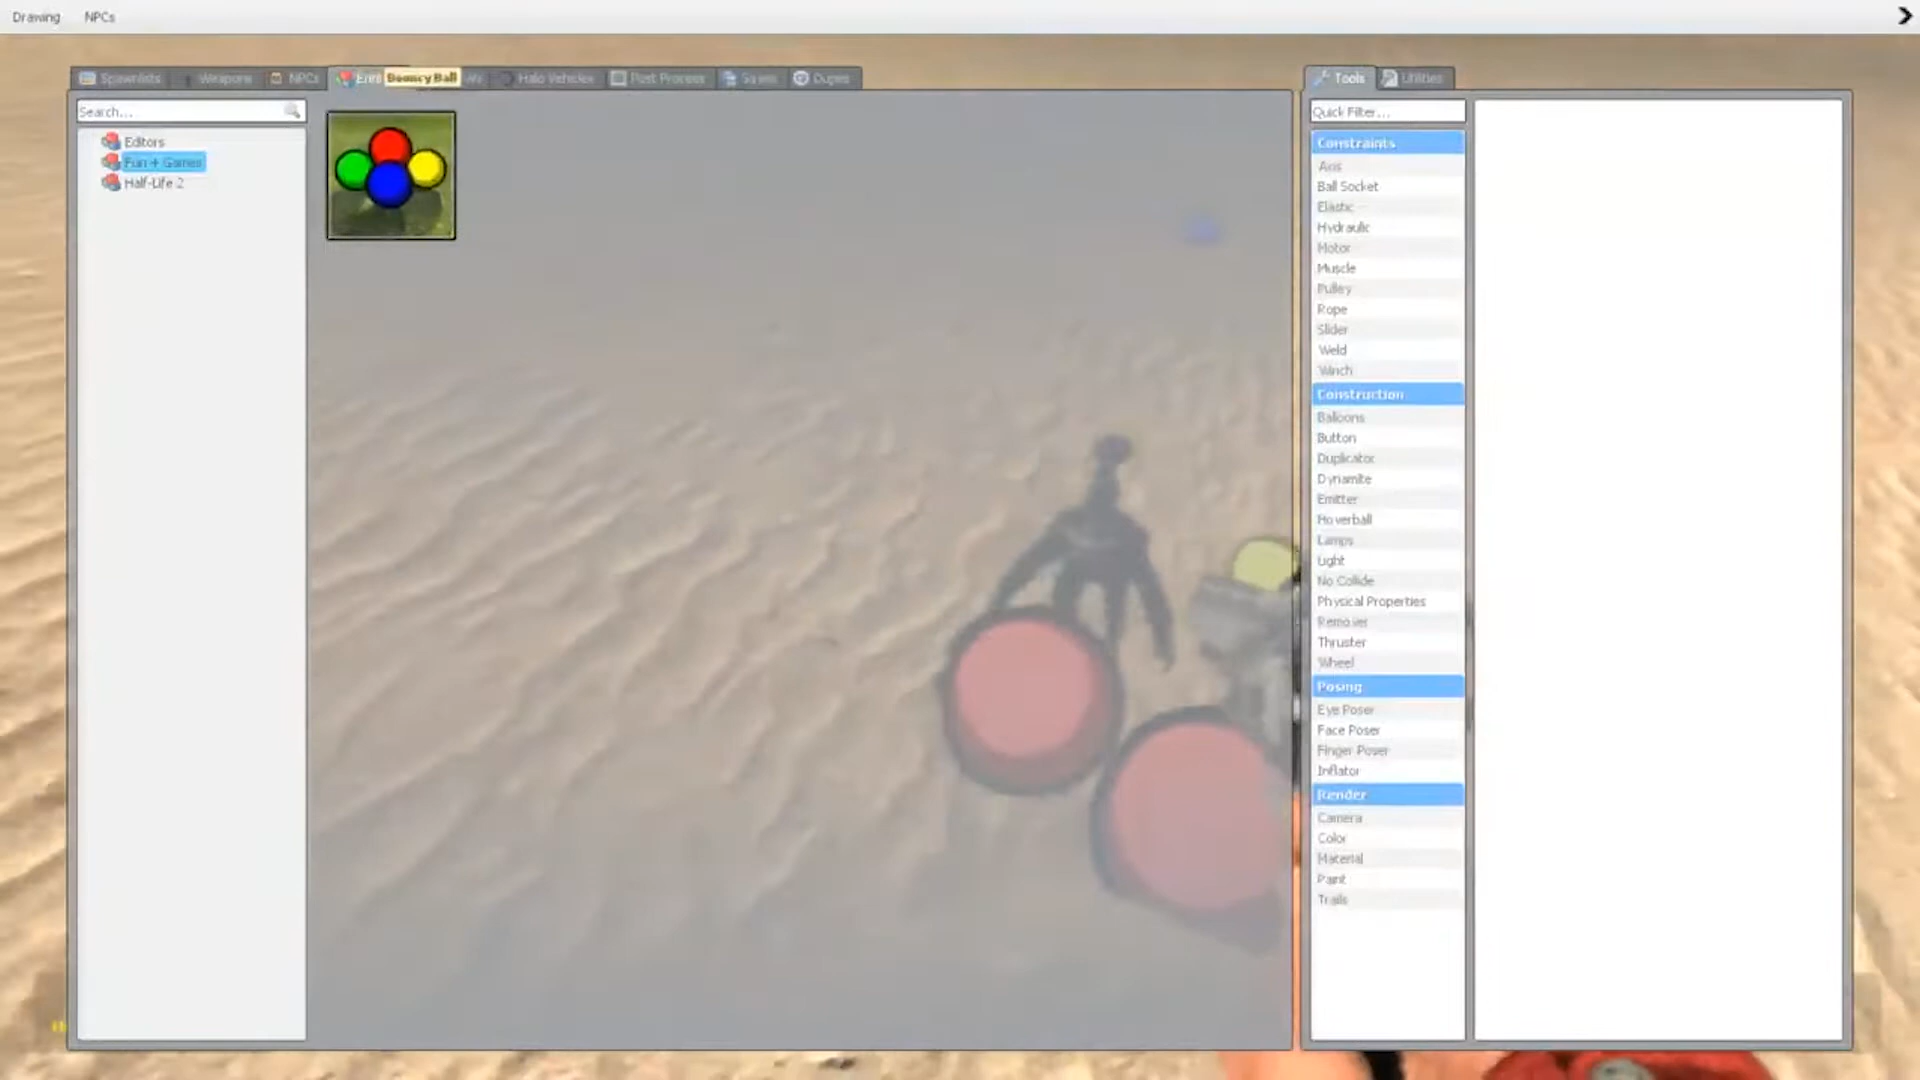 Drawing NPCs
Spawnlists Weapons NPCs Bouncy Ball Halo Vehicles Post Process Saves Dupes
Search...
Editors
Fun + Games
Half-Life 2
Tools Utilities
Quick Filter...
Constraints
Axis
Ball Socket
Elastic
Hydraulic
Motor
Muscle
Pulley
Rope
Slider
Weld
Winch
Construction
Balloons
Button
Duplicator
Dynamite
Emitter
Hoverball
Lamps
Light
No Collide
Physical Properties
Remover
Thruster
Wheel
Posing
Eye Poser
Face Poser
Finger Poser
Inflator
Render
Camera
Color
Material
Paint
Trails